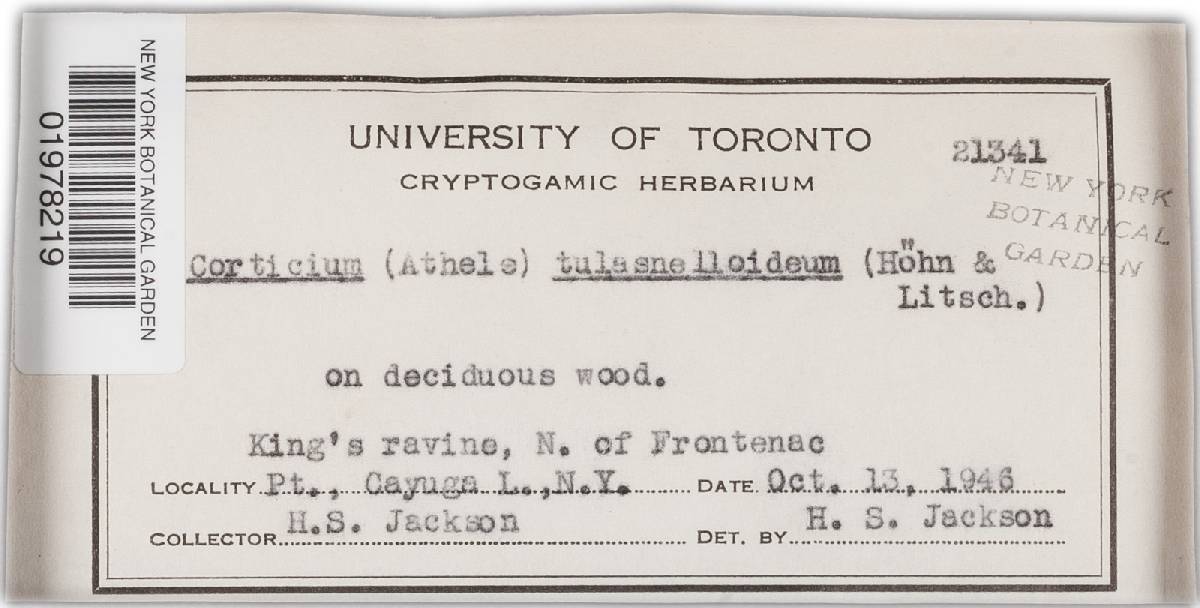 NEW YORK BOTANICAL GARDEN
01978219
UNIVERSITY OF TORONTO
CRYPTOGAMIC HERBARIUM
21341
NEW YORK
BOTANICAL
GARDEN
Corticium (Athele) tulasnelloideum (Höhn &
Litsch.)
on deciduous wood.
King's ravine, N. of Frontenac
LOCALITY Pt., Cayuga L., N.Y. DATE Oct. 13, 1946
COLLECTOR H.S. Jackson DET. BY H. S. Jackson